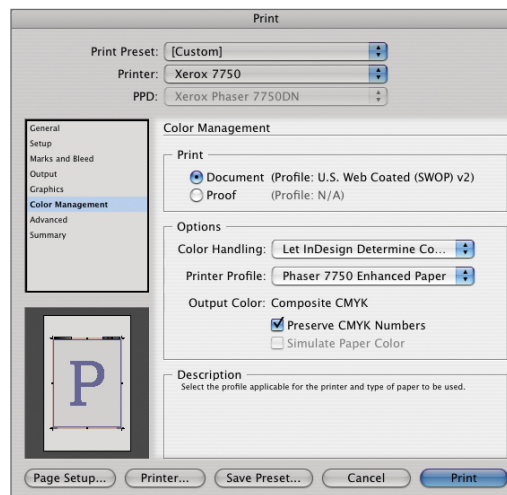 Print
Print Preset: [Custom]
Printer: Xerox 7750
PPD: Xerox Phaser 7750DN
General
Setup
Marks and Bleed
Output
Graphics
Color Management
Advanced
Summary
Color Management
Print
Document (Profile: U.S. Web Coated (SWOP) v2)
Proof (Profile: N/A)
Options
Color Handling: Let InDesign Determine Co...
Printer Profile: Phaser 7750 Enhanced Paper
Output Color: Composite CMYK
Preserve CMYK Numbers
Simulate Paper Color
Description
Select the profile applicable for the printer and type of paper to be used.
P
Page Setup... Printer... Save Preset... Cancel Print